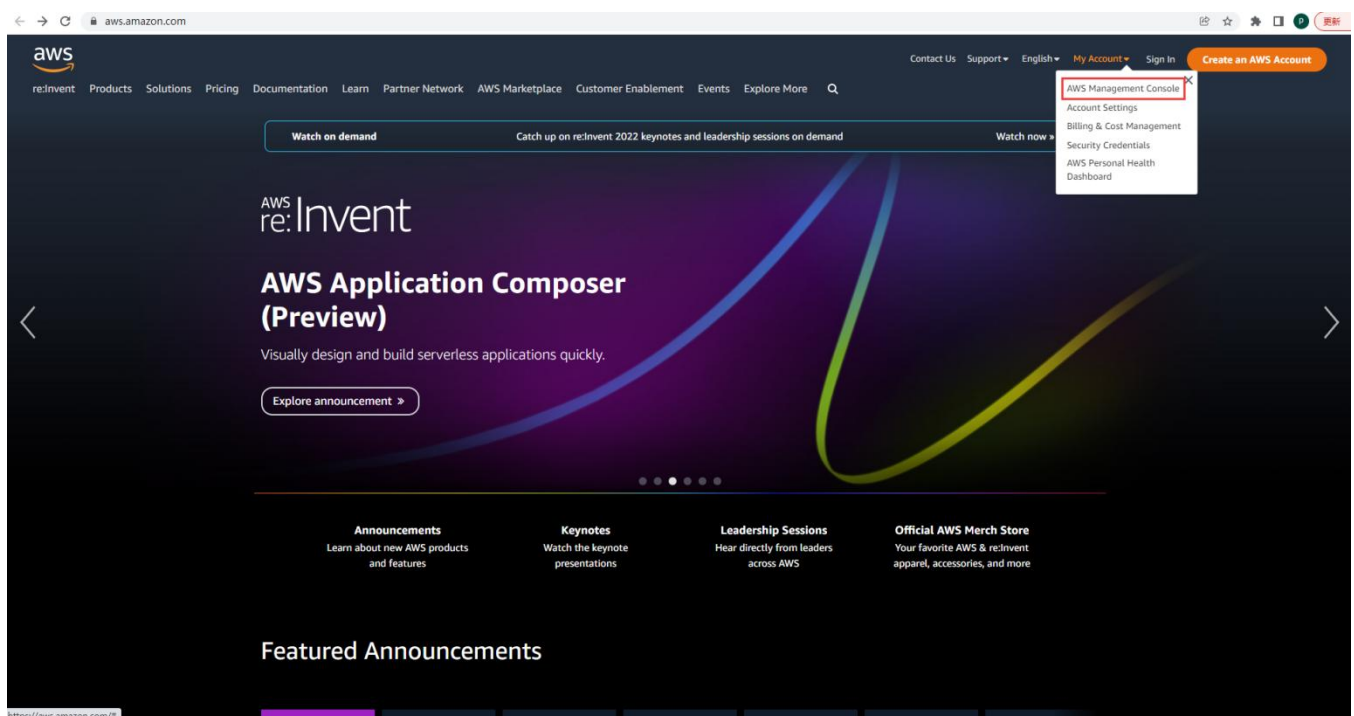 aws.amazon.com
更新
aws
Contact Us Support English My Account Sign In Create an AWS Account
re:Invent Products Solutions Pricing Documentation Learn Partner Network AWS Marketplace Customer Enablement Events Explore More
AWS Management Console
Account Settings
Billing & Cost Management
Security Credentials
AWS Personal Health
Dashboard
Watch on demand Catch up on re:Invent 2022 keynotes and leadership sessions on demand Watch now »
AWS
re:Invent
AWS Application Composer
(Preview)
Visually design and build serverless applications quickly.
Explore announcement »
Announcements
Learn about new AWS products
and features
Keynotes
Watch the keynote
presentations
Leadership Sessions
Hear directly from leaders
across AWS
Official AWS Merch Store
Your favorite AWS & re:Invent
apparel, accessories, and more
Featured Announcements